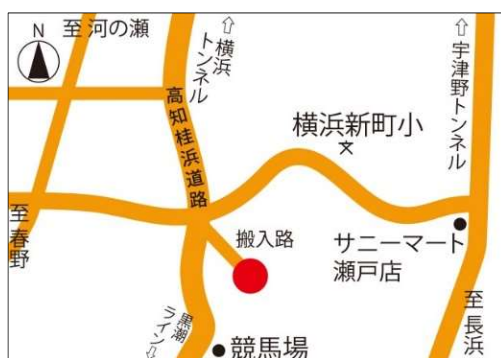 N
至河の瀬
⇧横浜トンネル
⇧宇津野トンネル
高知桂浜道路
横浜新町小
文
至春野
搬入路
サニーマート
瀬戸店
至長浜
黒潮ライン⇩
競馬場